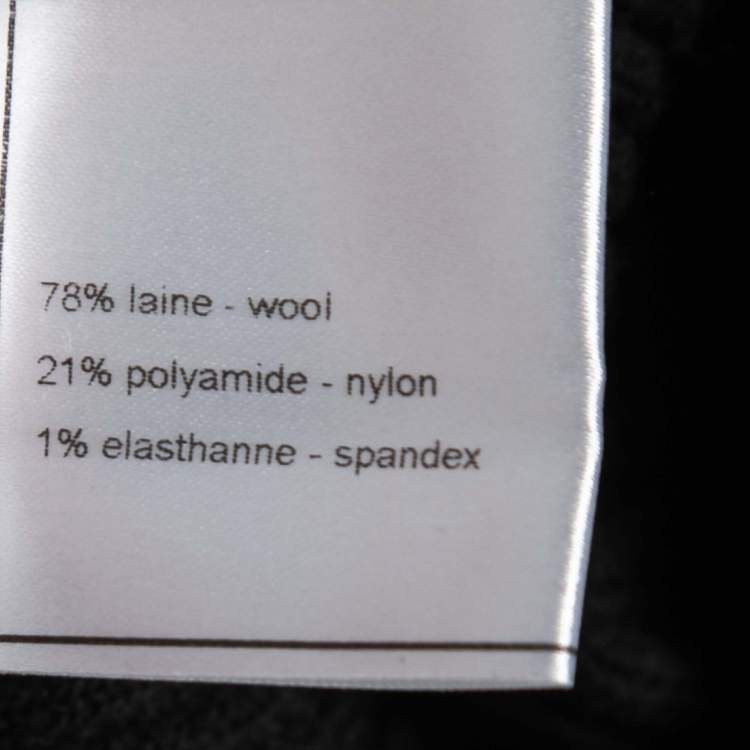 78% laine - wool
21% polyamide - nylon
1% elasthanne - spandex